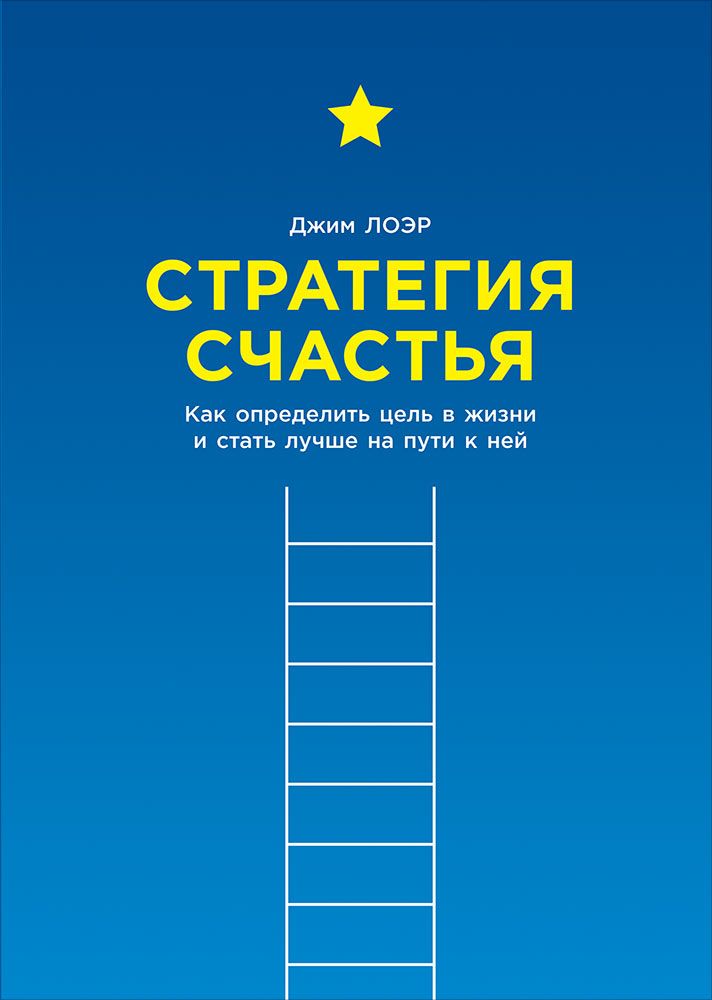 Джим ЛОЭР
СТРАТЕГИЯ
СЧАСТЬЯ
Как определить цель в жизни
и стать лучше на пути к ней